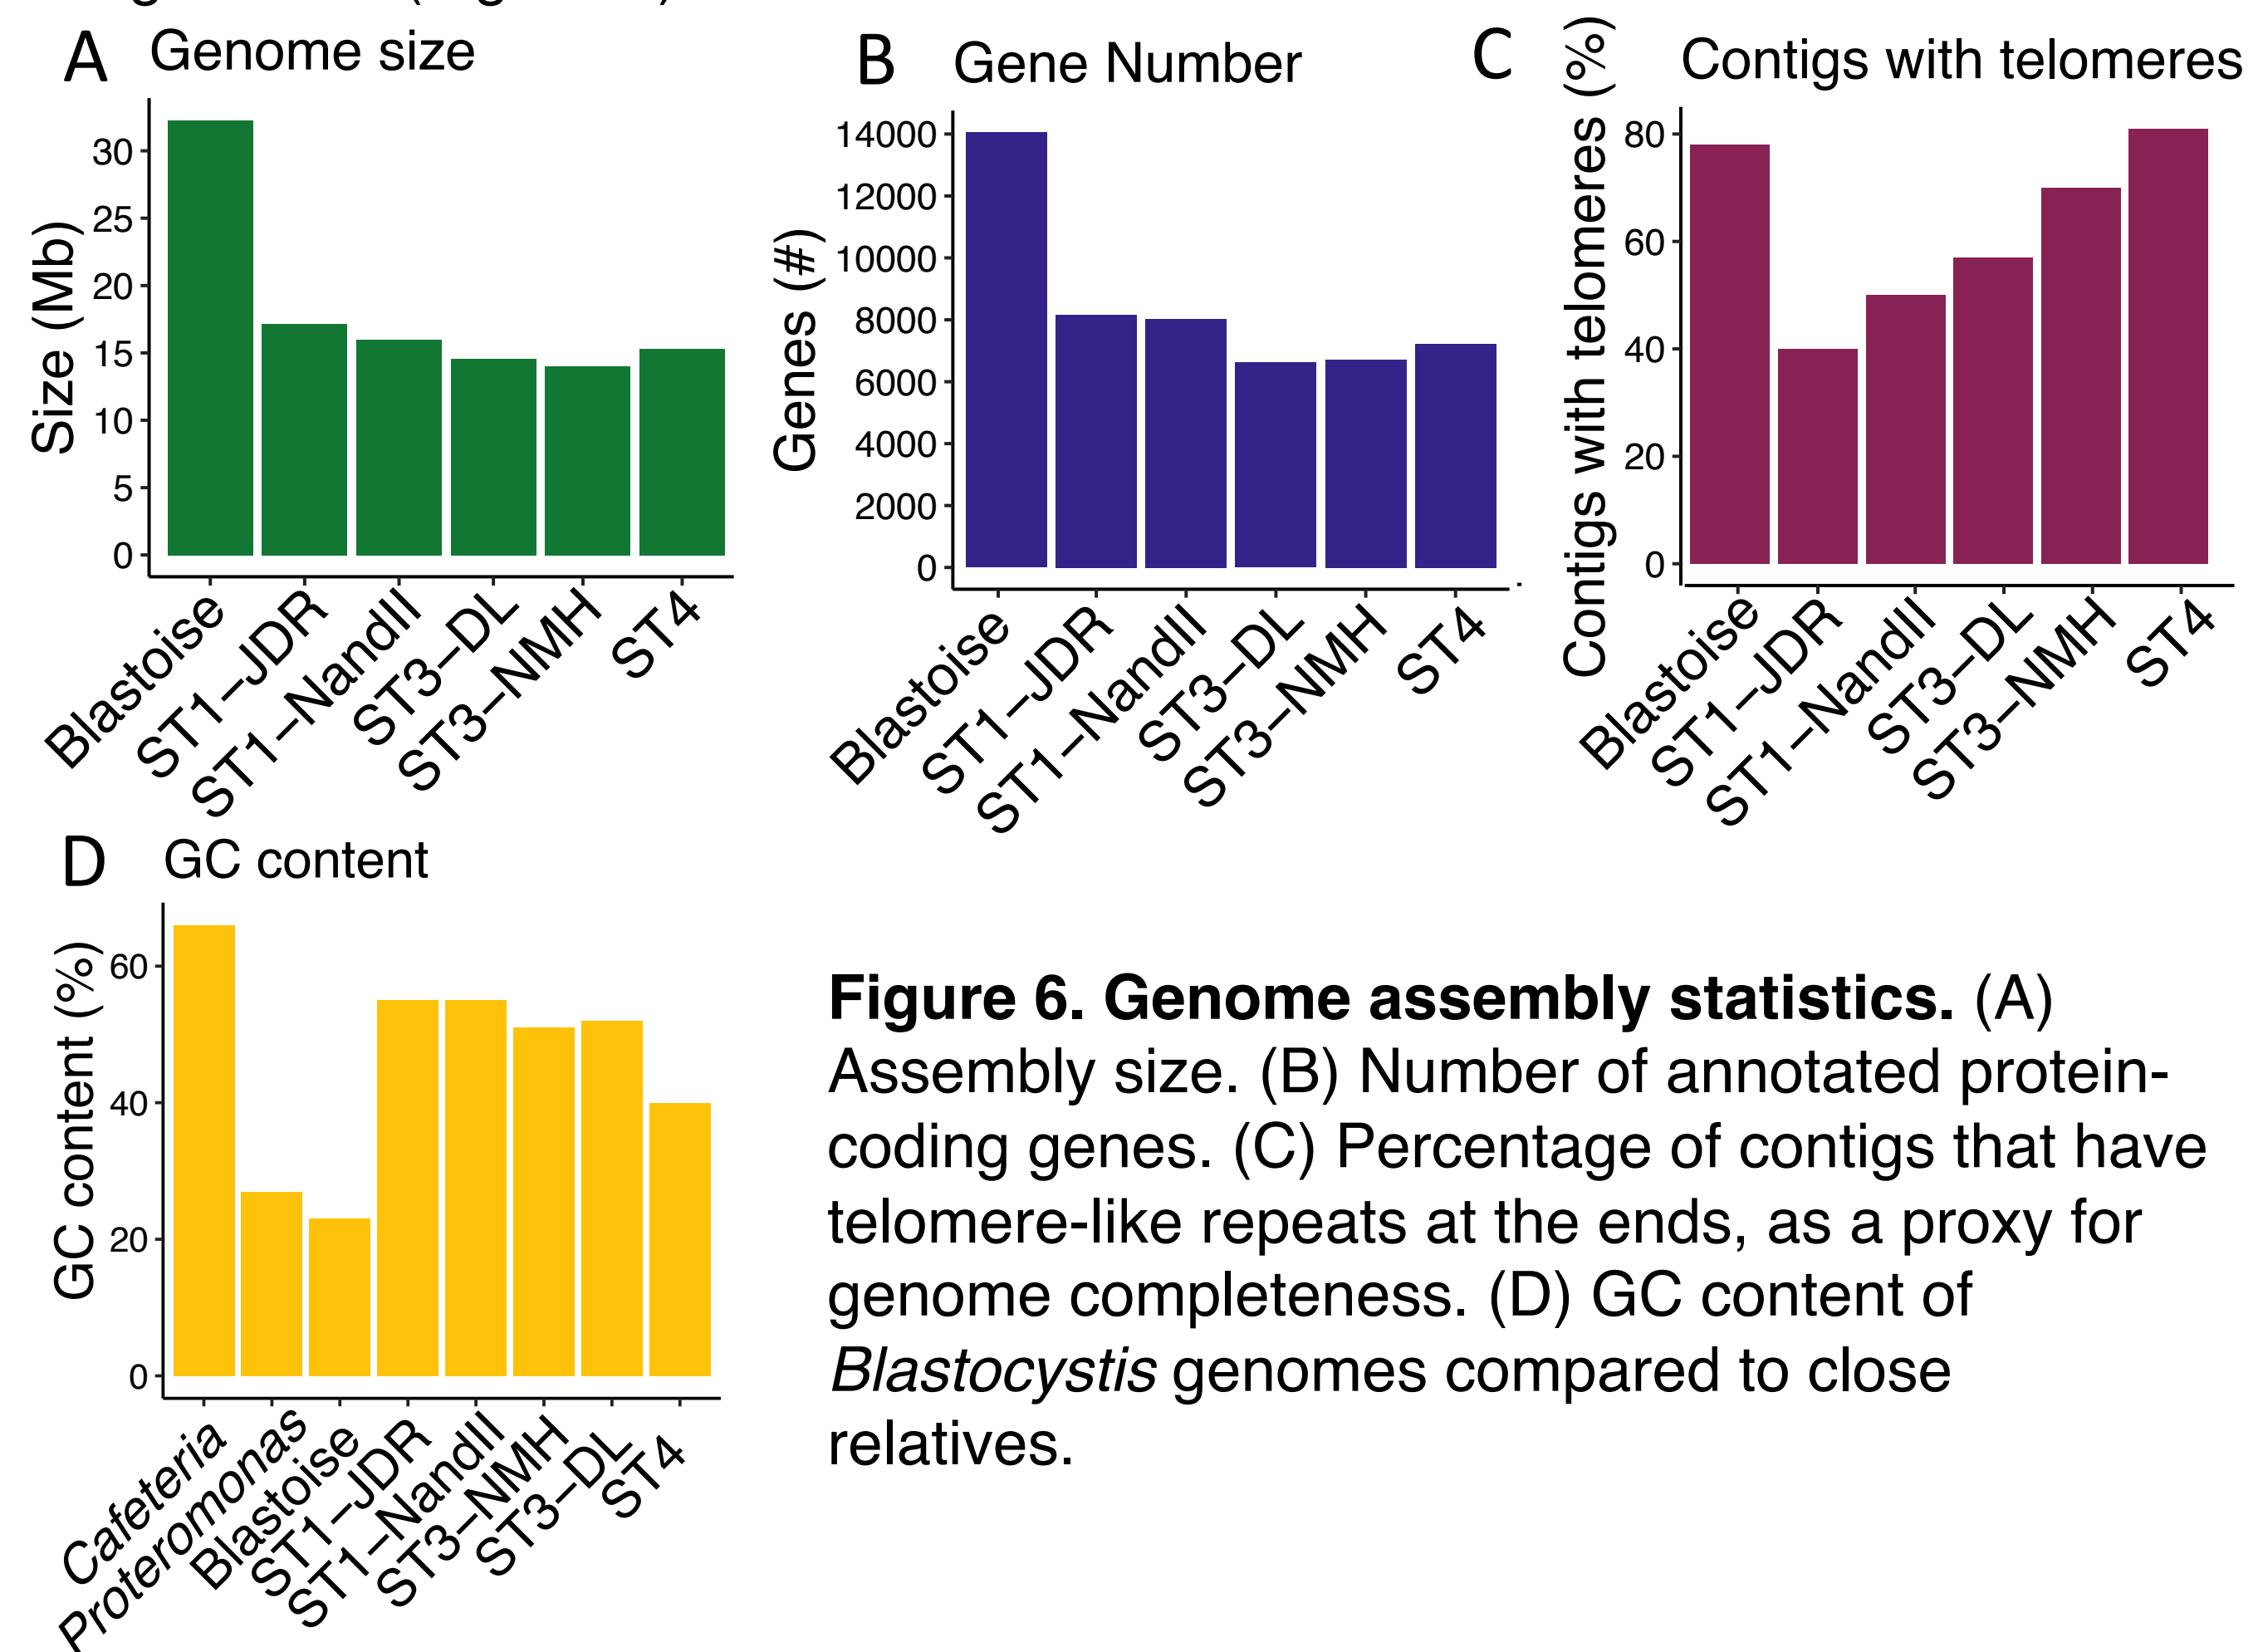 A Genome size
Size (Mb)
30
25
20
15
10
5
0
Blastoise
ST1–JDR
ST1–NandII
ST3–DL
ST3–NMH
ST4
B Gene Number
Genes (#)
14000
12000
10000
8000
6000
4000
2000
0
Blastoise
ST1–JDR
ST1–NandII
ST3–DL
ST3–NMH
ST4
C Contigs with telomeres
Contigs with telomeres (%)
80
60
40
20
0
Blastoise
ST1–JDR
ST1–NandII
ST3–DL
ST3–NMH
ST4
D GC content
GC content (%)
60
40
20
0
Cafeteria
Proteromonas
Blastoise
ST1–JDR
ST1–NandII
ST3–NMH
ST3–DL
ST4
Figure 6. Genome assembly statistics. (A)
Assembly size. (B) Number of annotated protein-
coding genes. (C) Percentage of contigs that have
telomere-like repeats at the ends, as a proxy for
genome completeness. (D) GC content of
Blastocystis genomes compared to close
relatives.